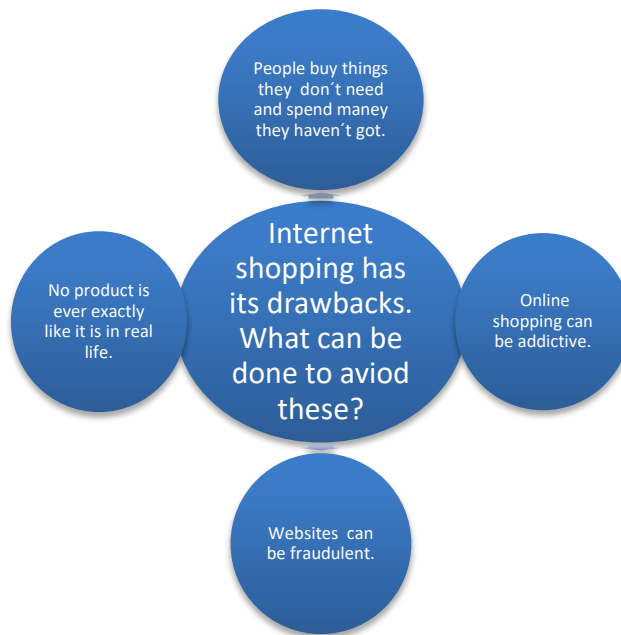 People buy things
they don´t need
and spend maney
they haven´t got.
Internet
shopping has
its drawbacks.
What can be
done to aviod
these?
No product is
ever exactly
like it is in real
life.
Online
shopping can
be addictive.
Websites can
be fraudulent.